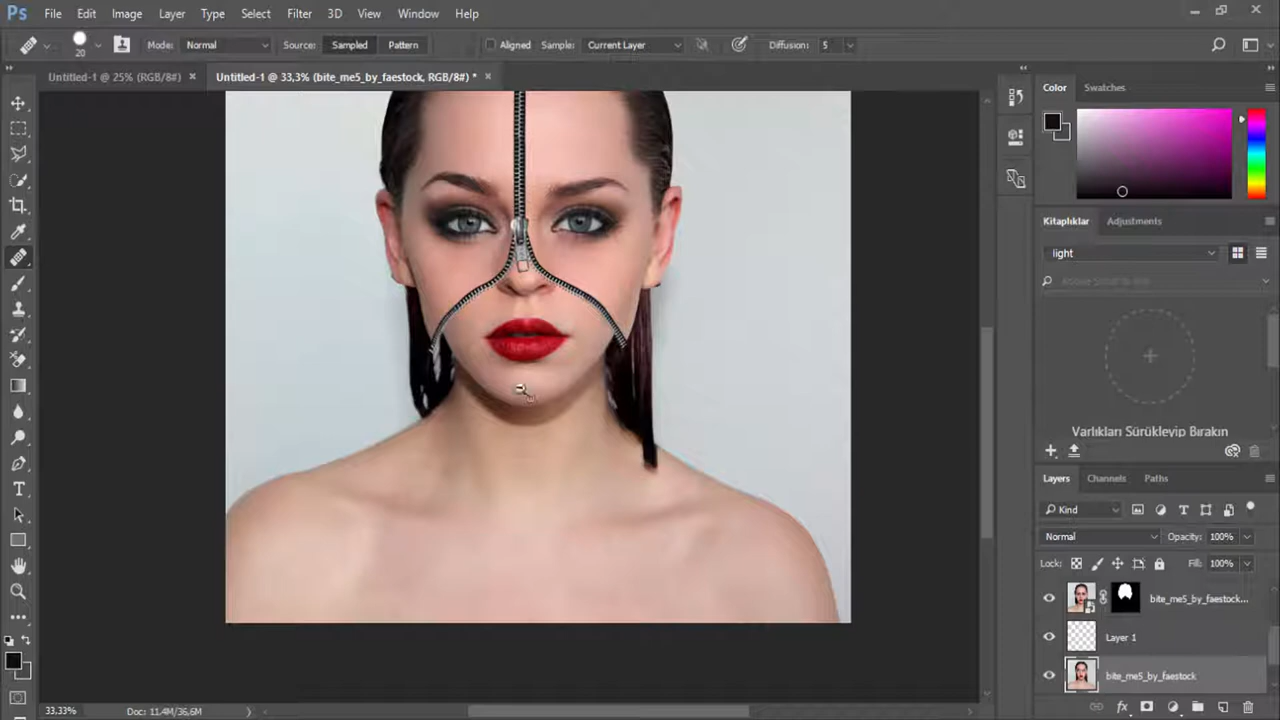 Ps File Edit Image Layer Type Select Filter 3D View Window Help
20 Mode: Normal Source: Sampled Pattern Aligned Sample: Current Layer Diffusion: 5
Untitled-1 @ 25% (RGB/8#) × Untitled-1 @ 33,3% (bite_me5_by_faestock, RGB/8#) * ×
Color Swatches
Kitaplıklar Adjustments
light
Varlıkları Sürükleyip Bırakın
Layers Channels Paths
Kind
Normal Opacity: 100%
Lock: Fill: 100%
bite_me5_by_faestock...
Layer 1
bite_me5_by_faestock
33,33% Doc: 11.4M/36,6M